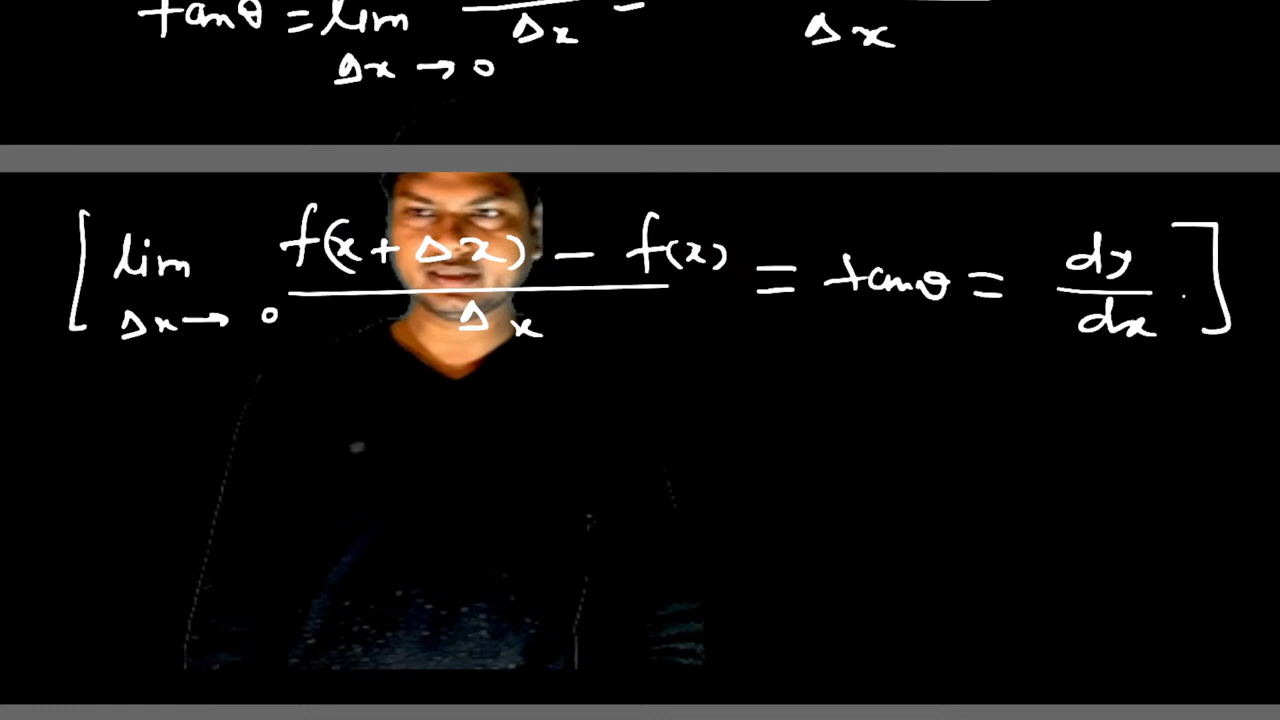 tanθ = lim =
Δx Δx
Δx → 0
[ lim f(x + Δx) − f(x) = tanθ = dy ]
Δx → 0 Δx dx